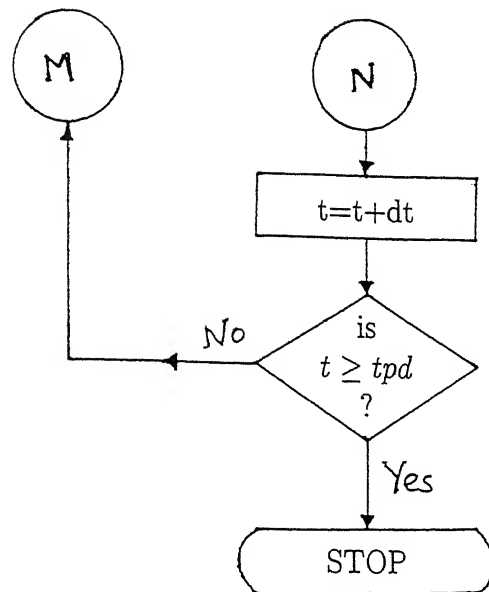 M
N
t=t+dt
is
t ≥ tpd
?
No
Yes
STOP